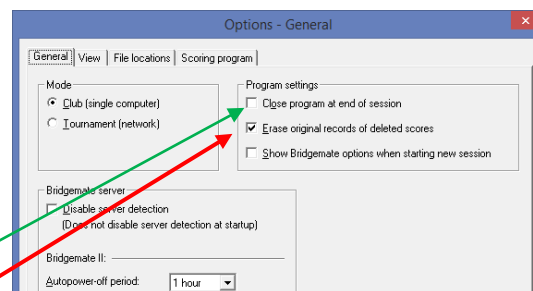 Options - General
General View File locations Scoring program
Mode
Club (single computer)
Tournament (network)
Program settings
Close program at end of session
Erase original records of deleted scores
Show Bridgemate options when starting new session
Bridgemate server
Disable server detection
(Does not disable server detection at startup)
Bridgemate II:
Autopower-off period: 1 hour